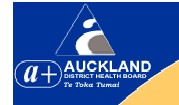 a+ AUCKLAND
DISTRICT HEALTH BOARD
Te Toka Tumai